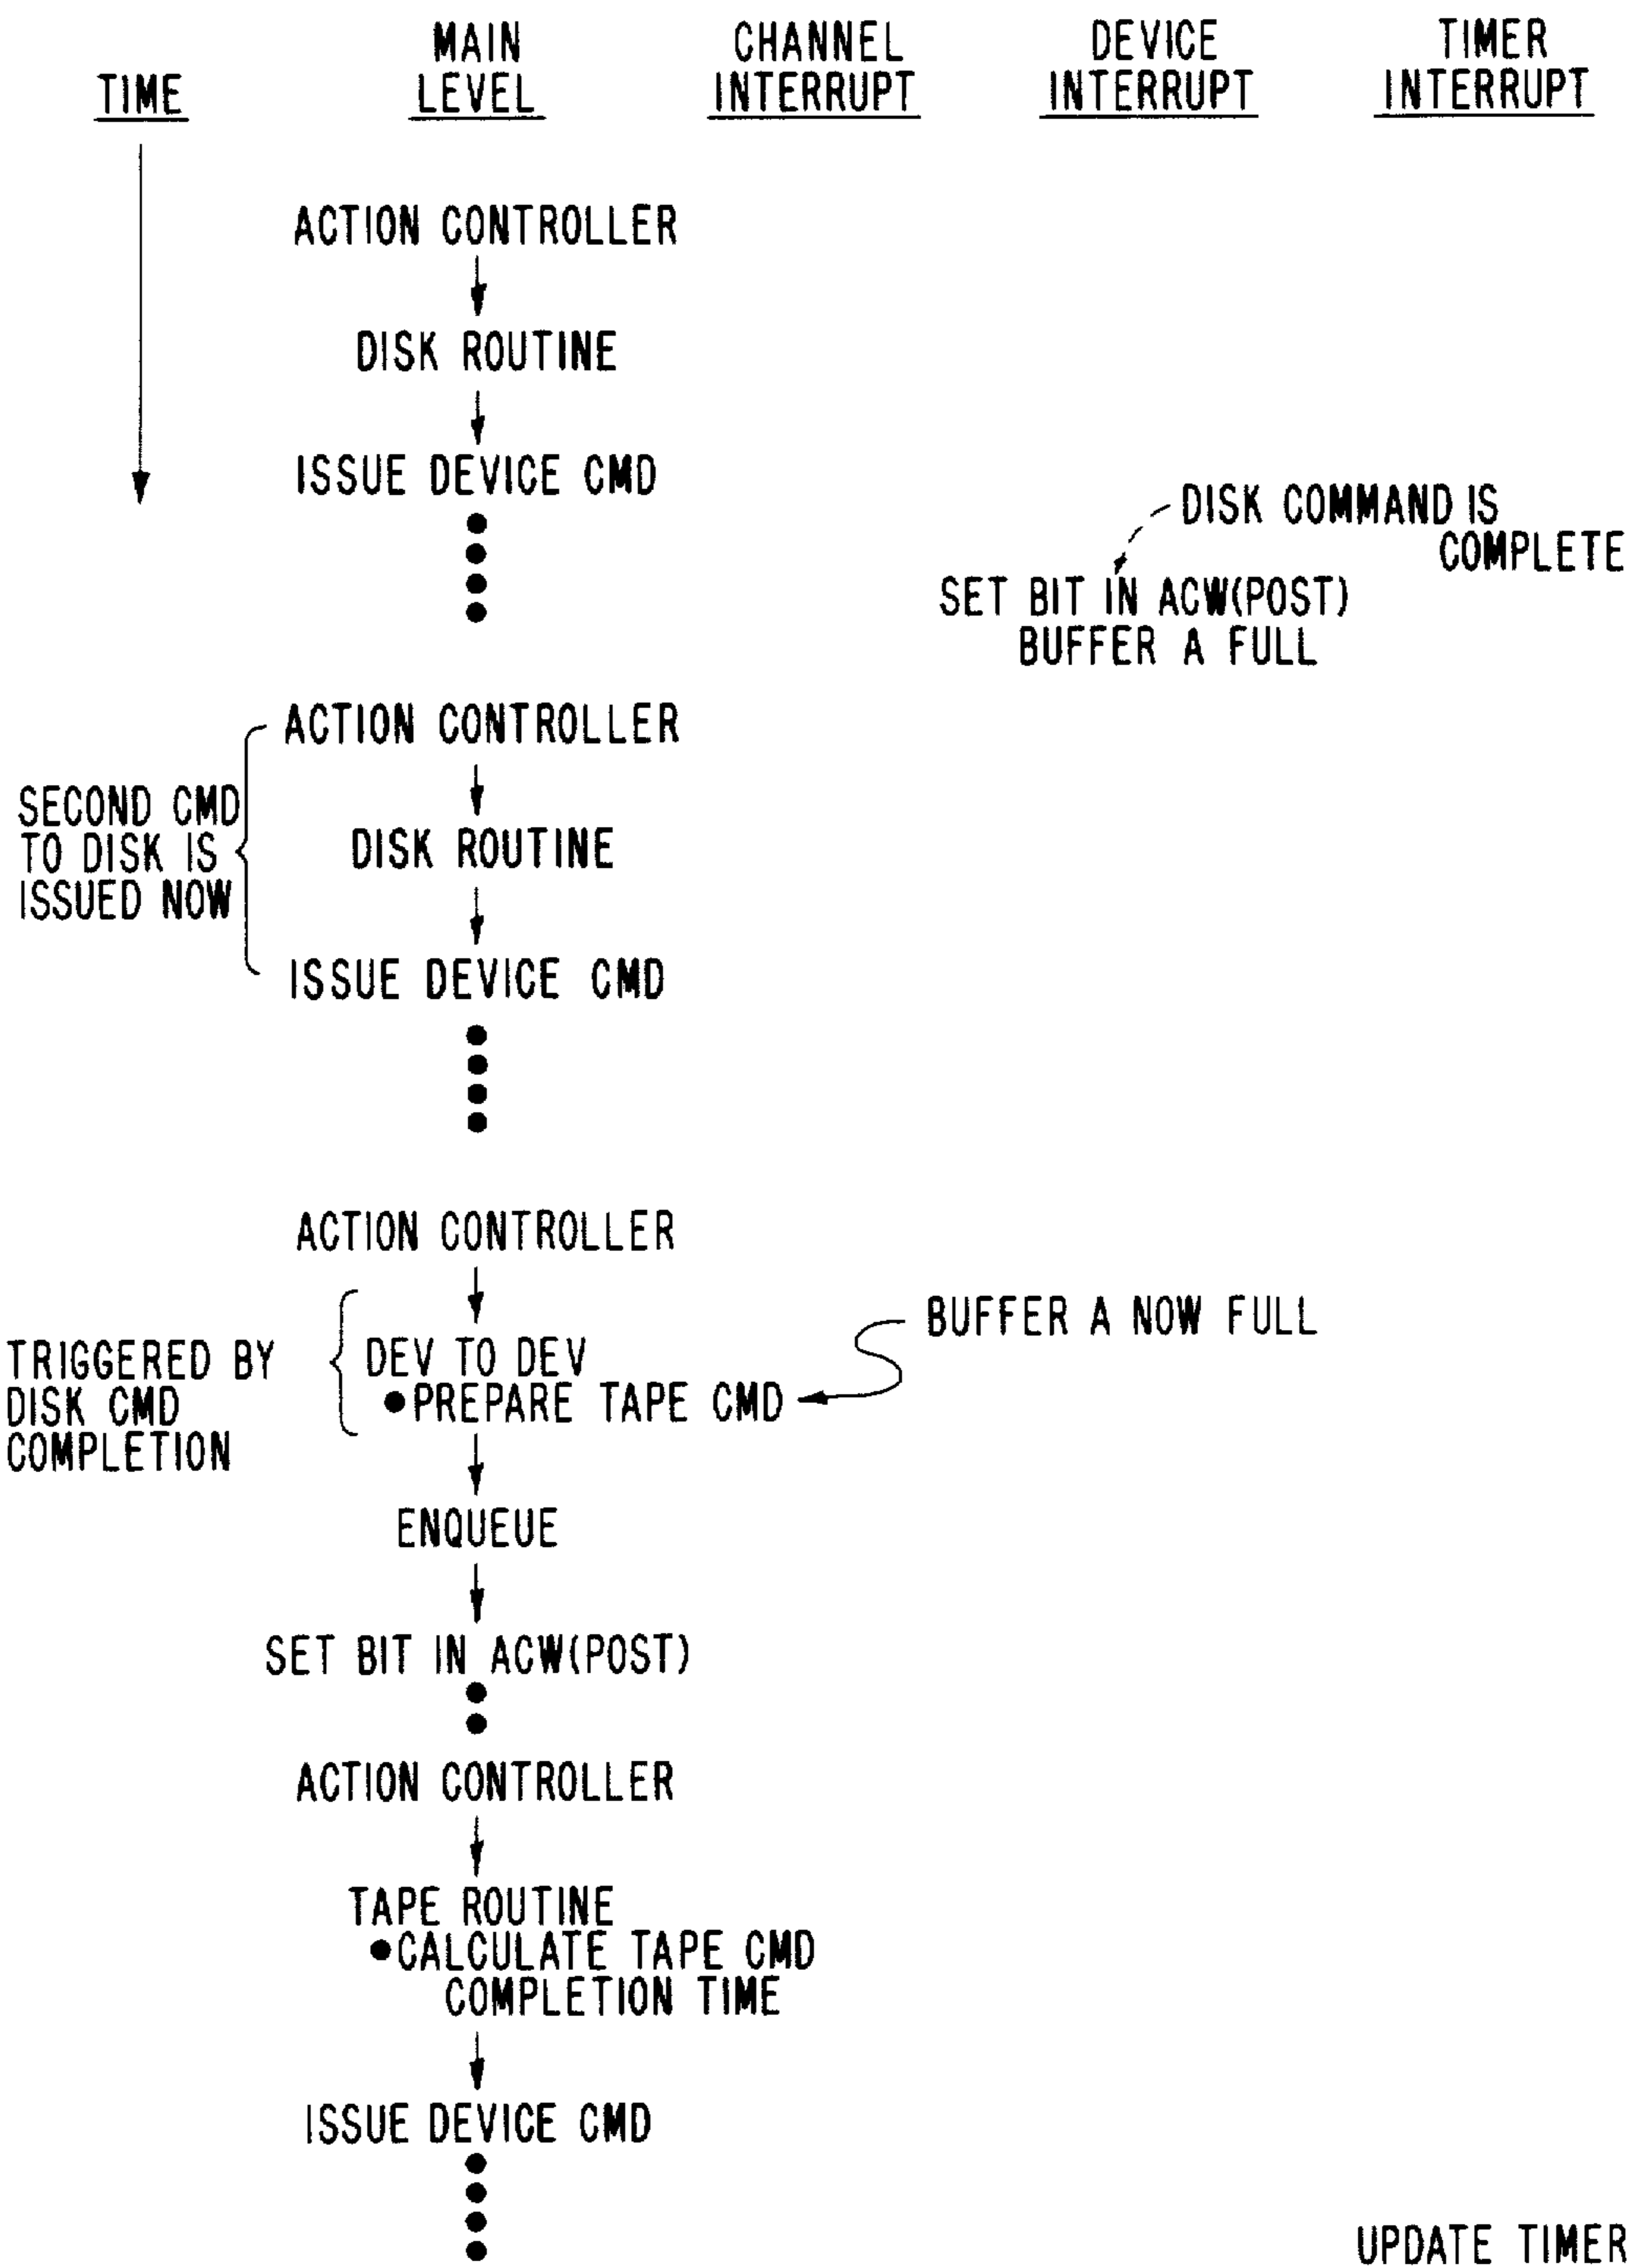 TIME
MAIN
LEVEL
CHANNEL
INTERRUPT
DEVICE
INTERRUPT
TIMER
INTERRUPT
ACTION CONTROLLER
DISK ROUTINE
ISSUE DEVICE CMD
DISK COMMAND IS
COMPLETE
SET BIT IN ACW(POST)
BUFFER A FULL
ACTION CONTROLLER
SECOND CMD
TO DISK IS
ISSUED NOW
DISK ROUTINE
ISSUE DEVICE CMD
ACTION CONTROLLER
BUFFER A NOW FULL
TRIGGERED BY
DISK CMD
COMPLETION
DEV TO DEV
●PREPARE TAPE CMD
ENQUEUE
SET BIT IN ACW(POST)
ACTION CONTROLLER
TAPE ROUTINE
●CALCULATE TAPE CMD
COMPLETION TIME
ISSUE DEVICE CMD
UPDATE TIMER